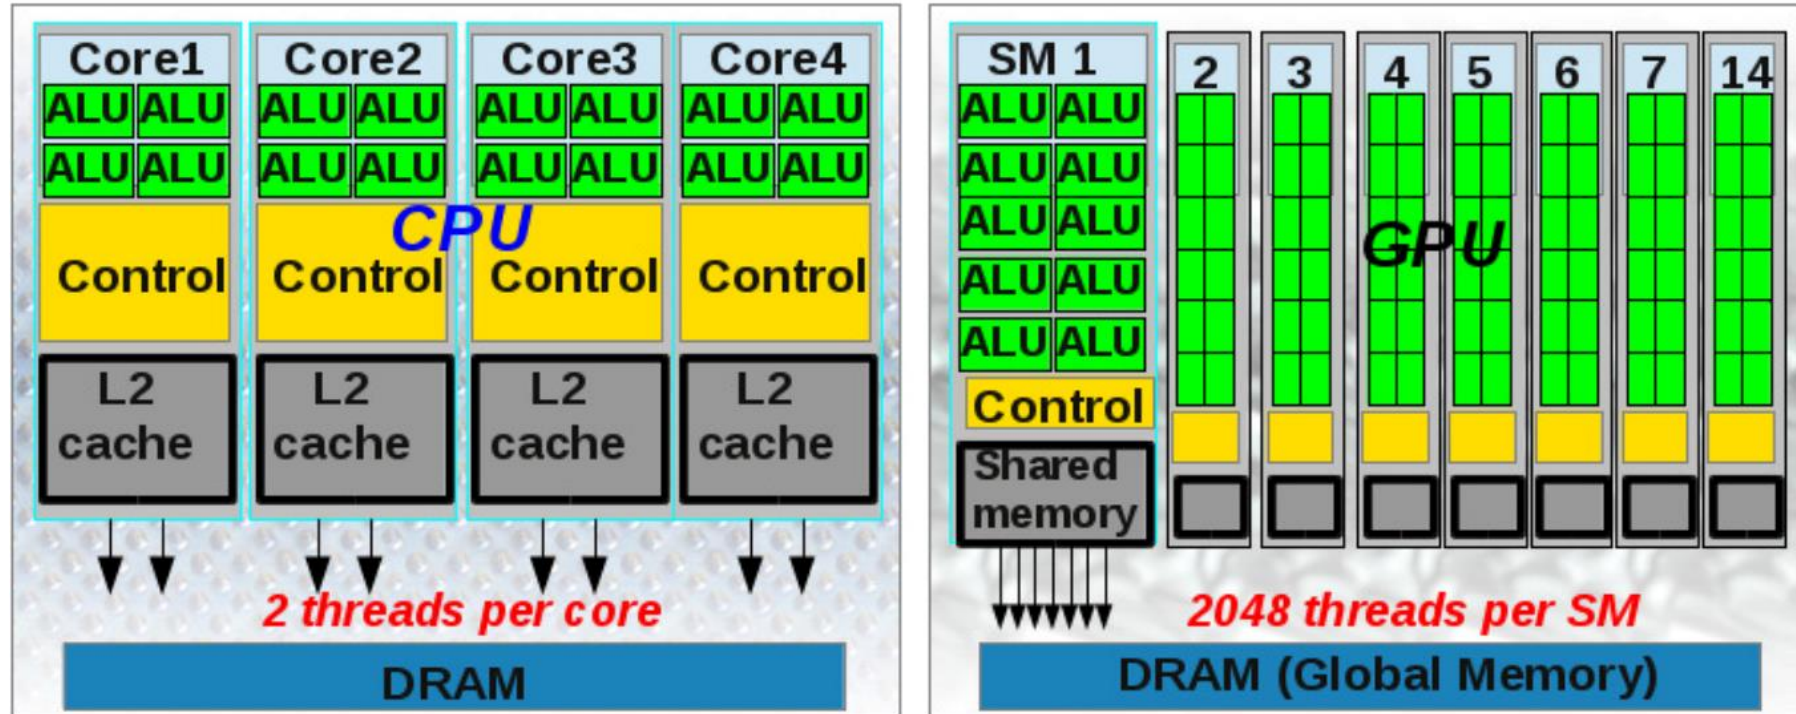 Core1 Core2 Core3 Core4
ALU ALU ALU ALU ALU ALU ALU ALU
ALU ALU ALU ALU ALU ALU ALU ALU
CPU
Control Control Control Control
L2 L2 L2 L2
cache cache cache cache
2 threads per core
DRAM
SM 1 2 3 4 5 6 7 14
ALU ALU
ALU ALU
ALU ALU
GPU
ALU ALU
ALU ALU
Control
Shared
memory
2048 threads per SM
DRAM (Global Memory)